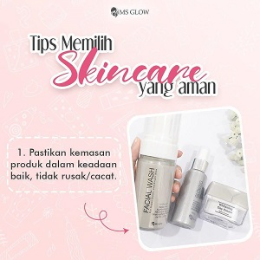 MS GLOW
Tips Memilih
Skincare
yang aman
1. Pastikan kemasan
produk dalam keadaan
baik, tidak rusak/cacat.
FACIAL WASH